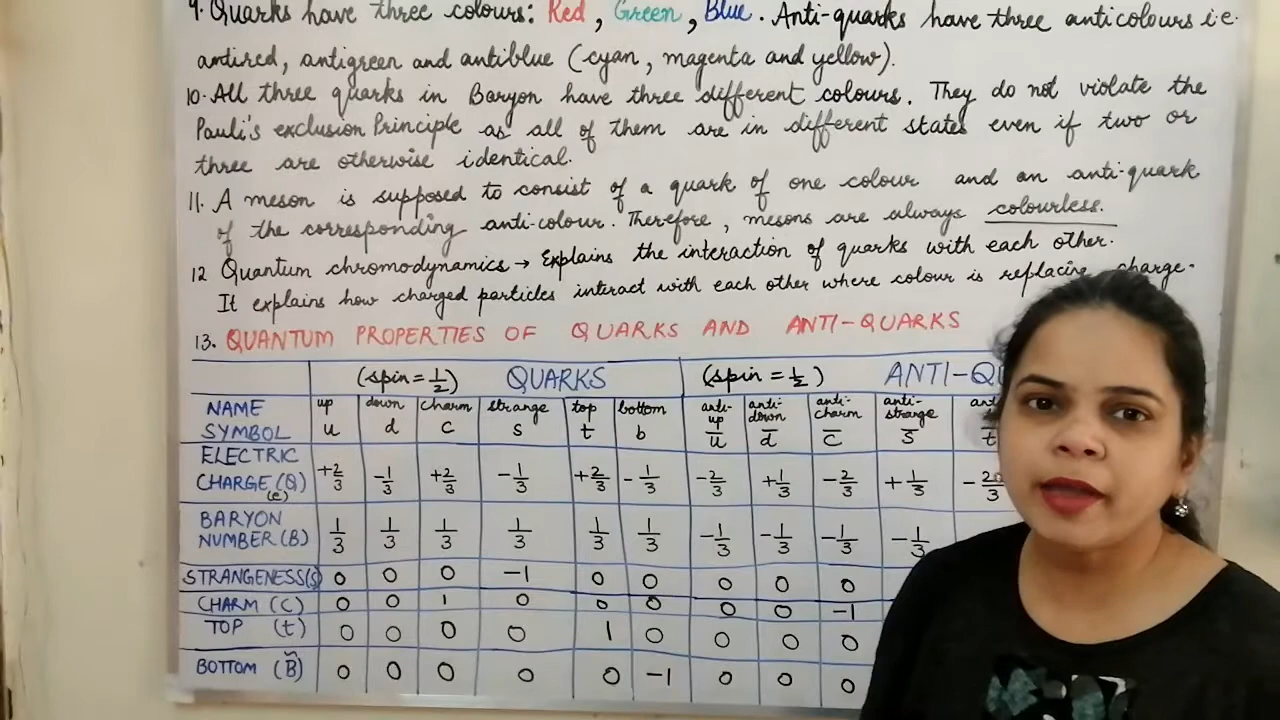 9. Quarks have three colours: Red, Green, Blue. Anti-quarks have three anticolours i.e.
antired, antigreen and antiblue (cyan, magenta and yellow).
10. All three quarks in Baryon have three different colours. They do not violate the
Pauli's exclusion Principle as all of them are in different states even if two or
three are otherwise identical.
11. A meson is supposed to consist of a quark of one colour and an anti-quark
of the corresponding anti-colour. Therefore, mesons are always colourless.
12 Quantum chromodynamics → Explains the interaction of quarks with each other.
It explains how charged particles interact with each other where colour is replacing charge.
13. QUANTUM PROPERTIES OF QUARKS AND ANTI-QUARKS
(spin = 1/2) QUARKS (spin = 1/2) ANTI-QU
NAME up down charm strange top bottom anti-up anti-down anti-charm anti-strange
SYMBOL u d c s t b u̅ d̅ c̅ s̅ t̅
ELECTRIC CHARGE (Q) (e) +2/3 -1/3 +2/3 -1/3 +2/3 -1/3 -2/3 +1/3 -2/3 +1/3
BARYON NUMBER (B) 1/3 1/3 1/3 1/3 1/3 1/3 -1/3 -1/3 -1/3 -1/3
STRANGENESS(S) 0 0 0 -1 0 0 0 0 0
CHARM (C) 0 0 1 0 0 0 0 0 -1
TOP (t) 0 0 0 0 1 0 0 0 0
BOTTOM (B̃) 0 0 0 0 0 -1 0 0 0